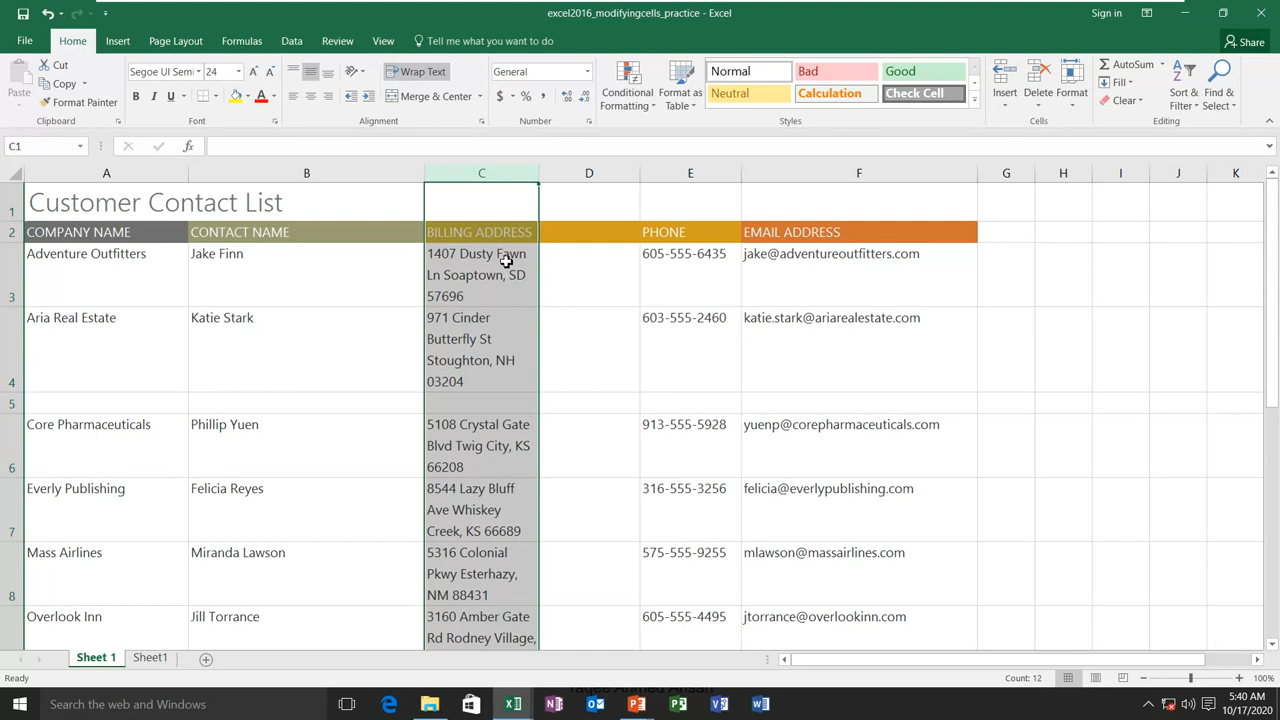 excel2016_modifyingcells_practice - Excel
Sign in
File Home Insert Page Layout Formulas Data Review View Tell me what you want to do Share
Paste
Cut
Copy
Format Painter
Clipboard
Segoe UI Semi 24
B I U
Font
Wrap Text
Merge & Center
Alignment
General
$ % ,
Number
Conditional Formatting
Format as Table
Normal Bad Good
Neutral Calculation Check Cell
Styles
Insert Delete Format
Cells
AutoSum
Fill
Clear
Sort & Filter
Find & Select
Editing
C1 fx
A B C D E F G H I J K
1 Customer Contact List
2 COMPANY NAME CONTACT NAME BILLING ADDRESS PHONE EMAIL ADDRESS
Adventure Outfitters Jake Finn 1407 Dusty Fawn 605-555-6435 jake@adventureoutfitters.com
Ln Soaptown, SD
3 57696
Aria Real Estate Katie Stark 971 Cinder 603-555-2460 katie.stark@ariarealestate.com
Butterfly St
Stoughton, NH
4 03204
5
Core Pharmaceuticals Phillip Yuen 5108 Crystal Gate 913-555-5928 yuenp@corepharmaceuticals.com
Blvd Twig City, KS
6 66208
Everly Publishing Felicia Reyes 8544 Lazy Bluff 316-555-3256 felicia@everlypublishing.com
Ave Whiskey
7 Creek, KS 66689
Mass Airlines Miranda Lawson 5316 Colonial 575-555-9255 mlawson@massairlines.com
Pkwy Esterhazy,
8 NM 88431
Overlook Inn Jill Torrance 3160 Amber Gate 605-555-4495 jtorrance@overlookinn.com
Rd Rodney Village,
Sheet 1 Sheet1
Ready Count: 12 100%
Search the web and Windows
5:40 AM
10/17/2020